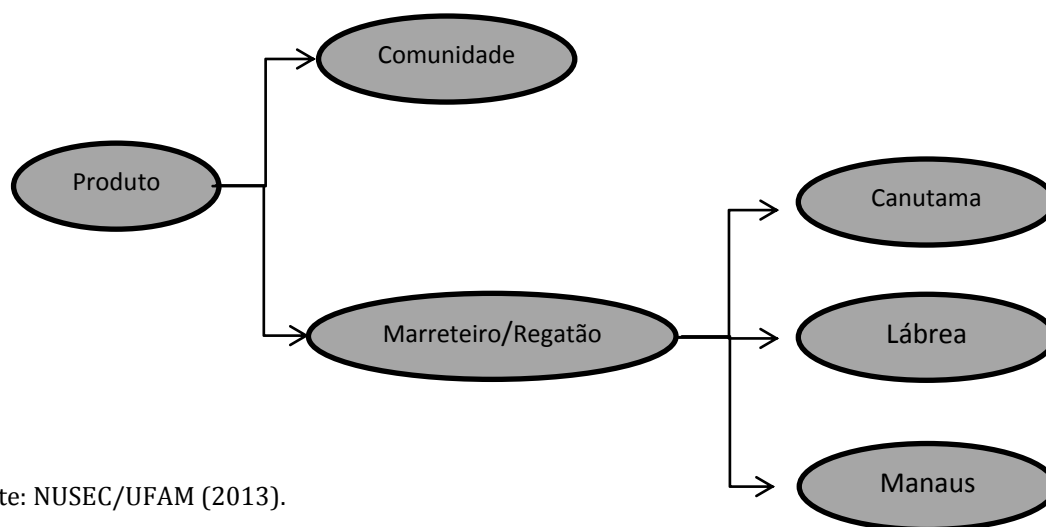 Comunidade
Produto
Canutama
Marreteiro/Regatão
Lábrea
Manaus
te: NUSEC/UFAM (2013).